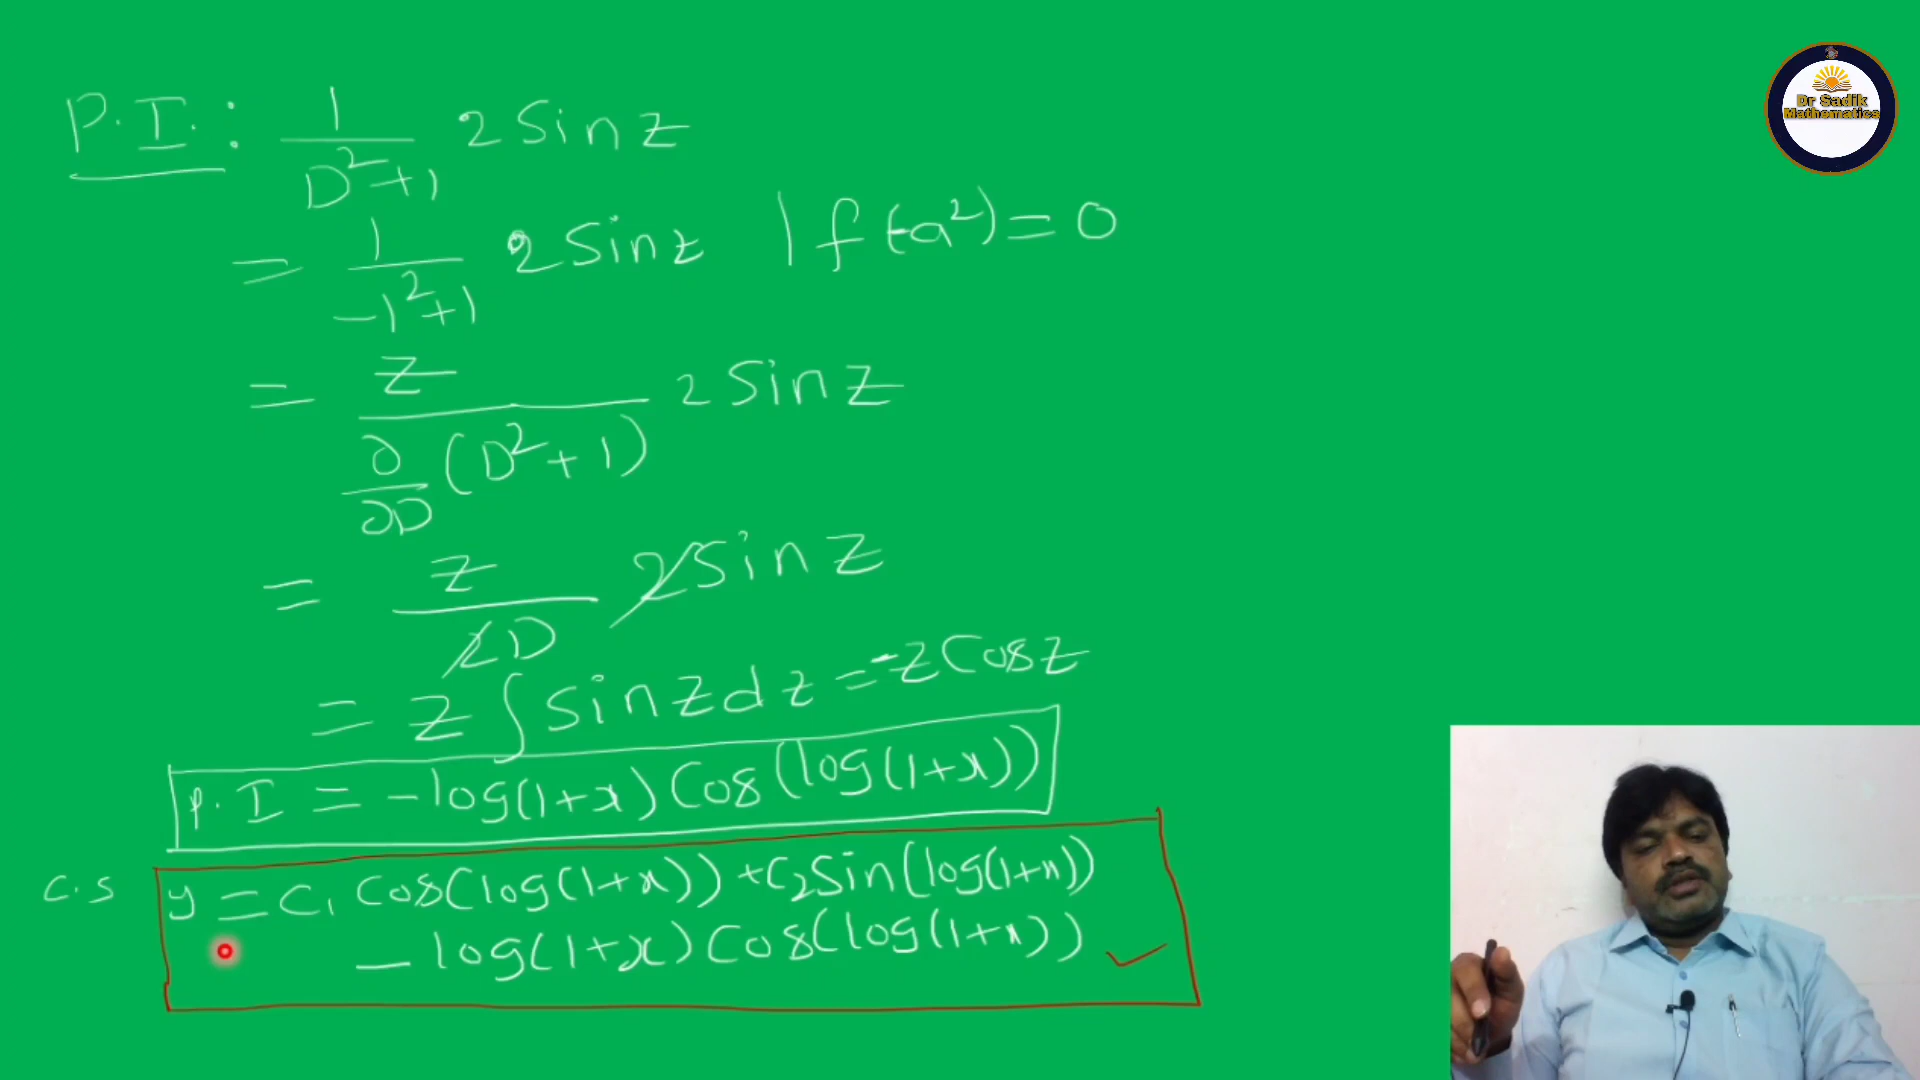 P.I.: 1/(D²+1) 2 Sin z
= 1/(-1²+1) 2 Sin z | f(-a²) = 0
= z/(∂/∂D (D²+1)) 2 Sin z
= z/(2D) 2 Sin z
= z ∫ Sin z dz = -z Cos z
P.I = -log(1+x) Cos(log(1+x))
C.S y = C₁ Cos(log(1+x)) + C₂ Sin(log(1+x))
- log(1+x) Cos(log(1+x)) ✓
Dr Sadik
Mathematics